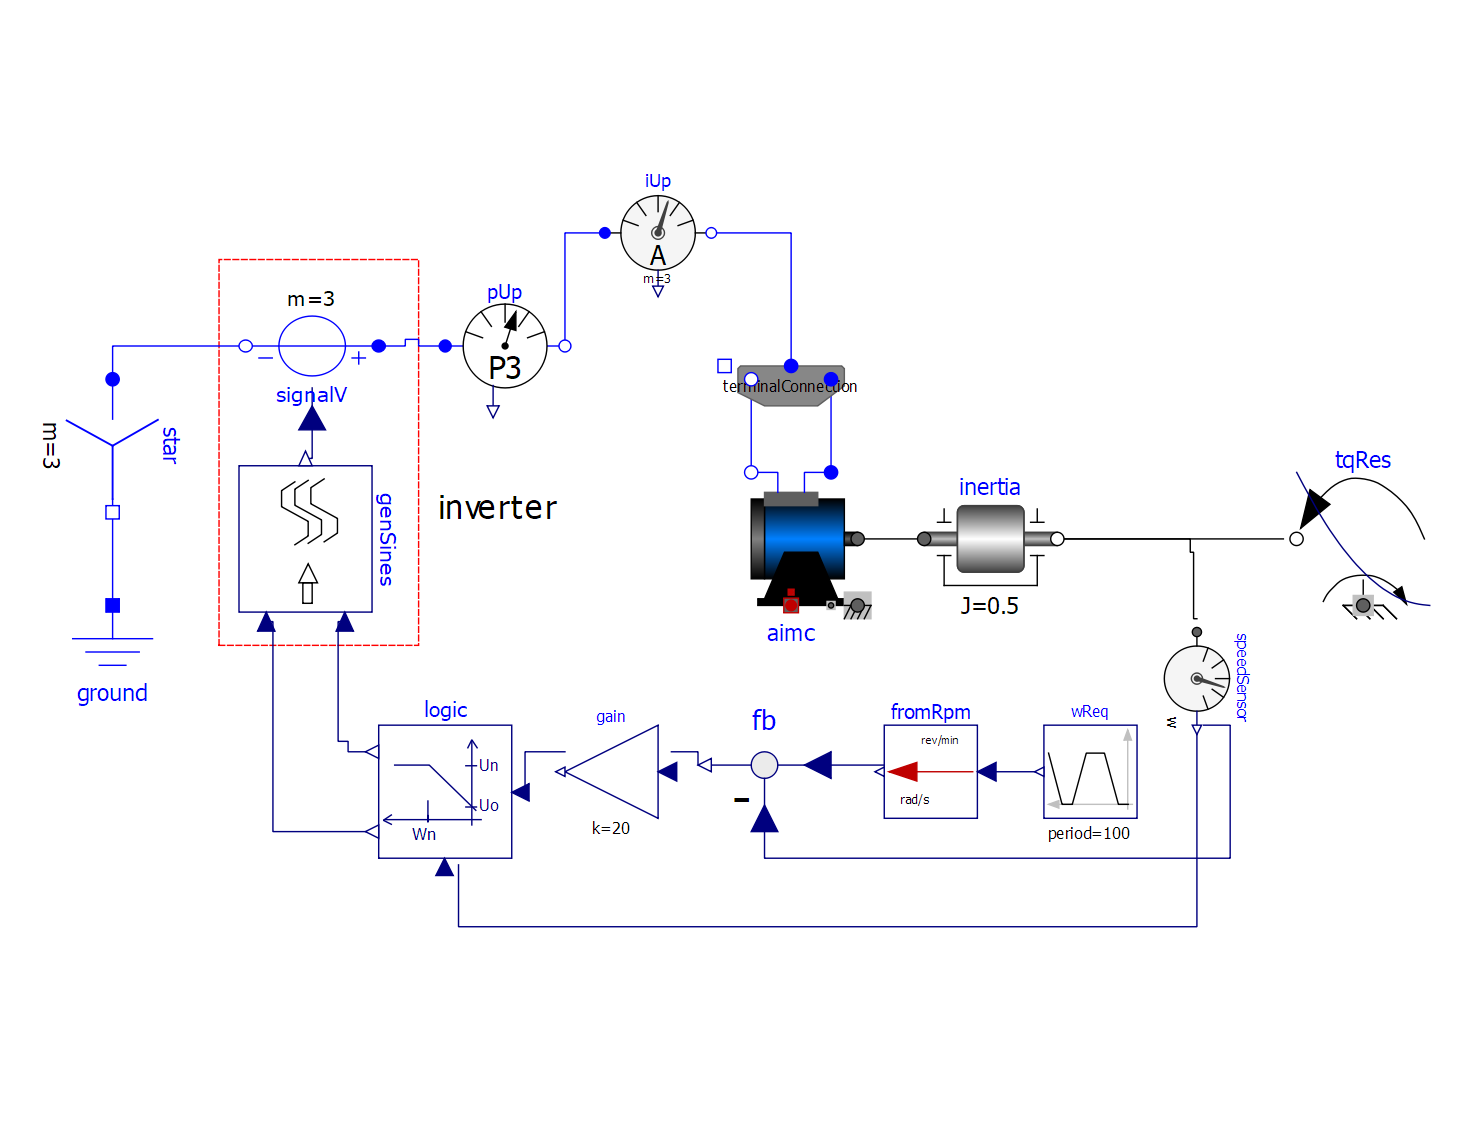 iUp
A
m=3
pUp
P3
m=3
−
+
signalV
m=3
star
genSines
inverter
terminalConnection
aimc
inertia
J=0.5
tqRes
ground
speedSensor
w
logic
Un
Uo
Wn
gain
k=20
fb
-
fromRpm
rev/min
rad/s
wReq
period=100